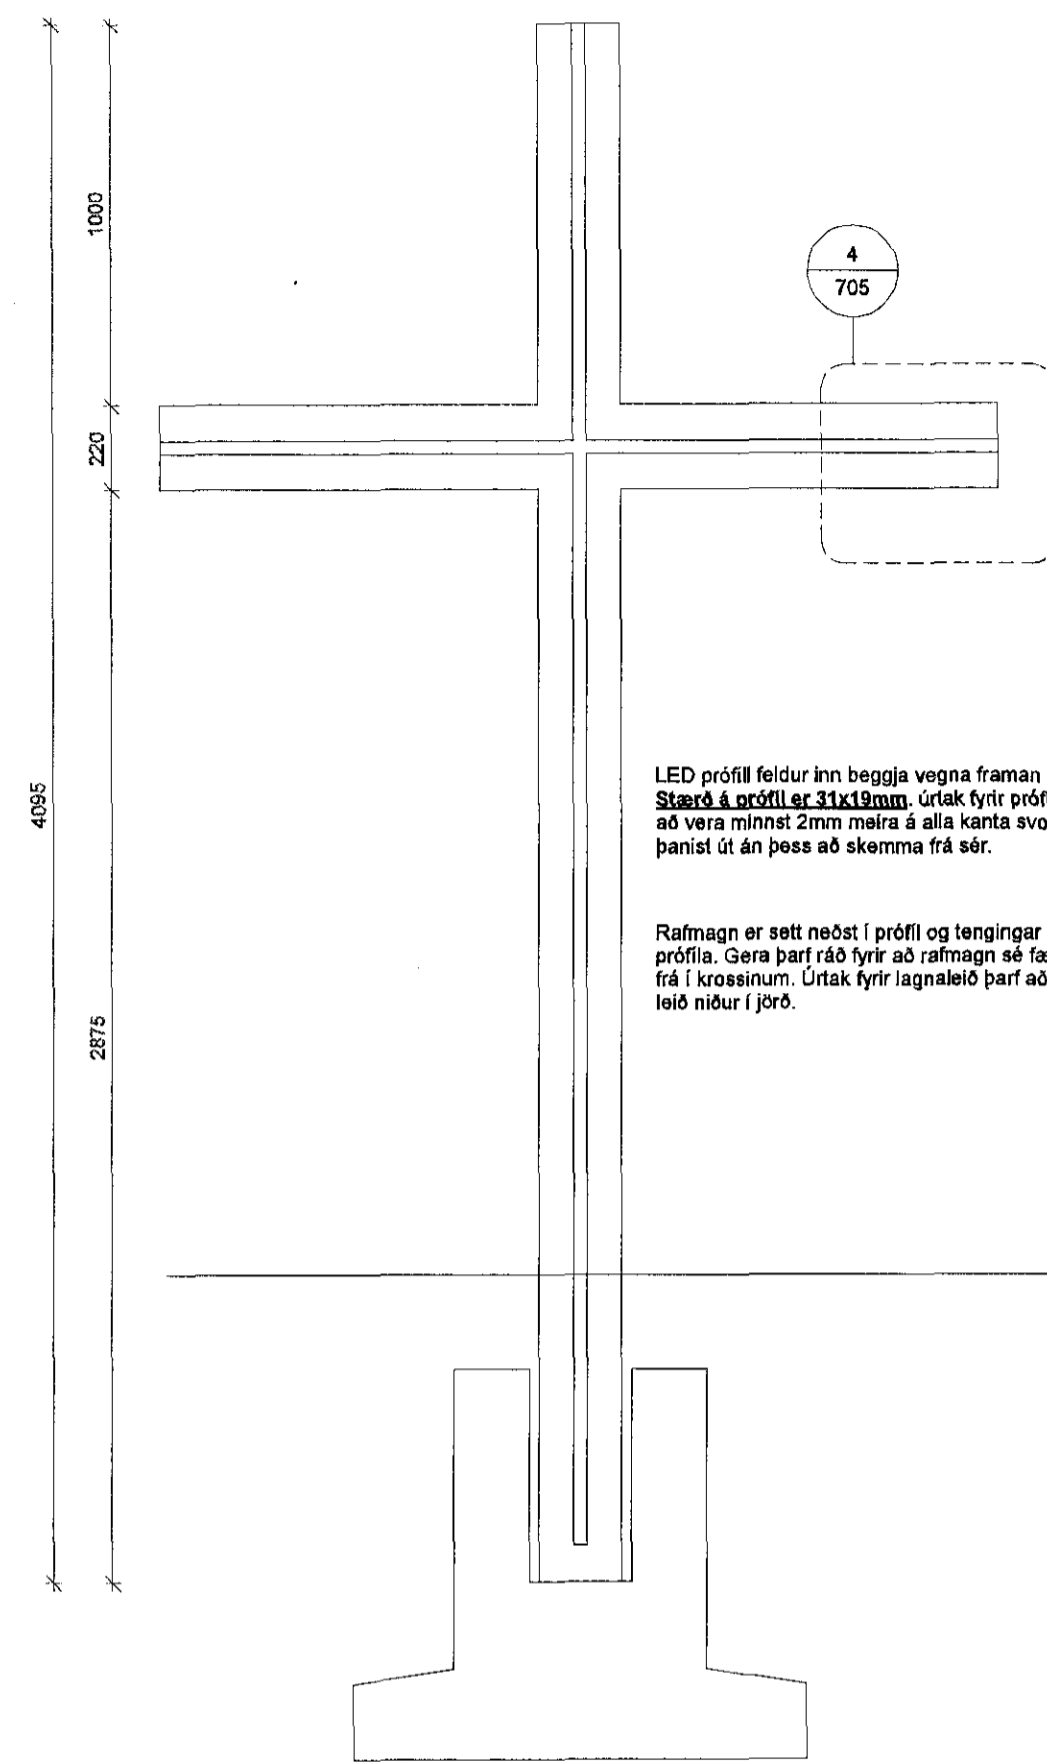 1000
4
705
220
4095
LED prófíll feldur inn beggja vegna framan
Stærð á prófíl er 31x19mm. úrtak fyrir próf
að vera minnst 2mm meira á alla kanta svo
þanist út án þess að skemma frá sér.
Rafmagn er sett neðst í prófíl og tengingar
prófíla. Gera þarf ráð fyrir að rafmagn sé fæ
frá í krossinum. Úrtak fyrir lagnaleið þarf að
leið niður í jörð.
2875